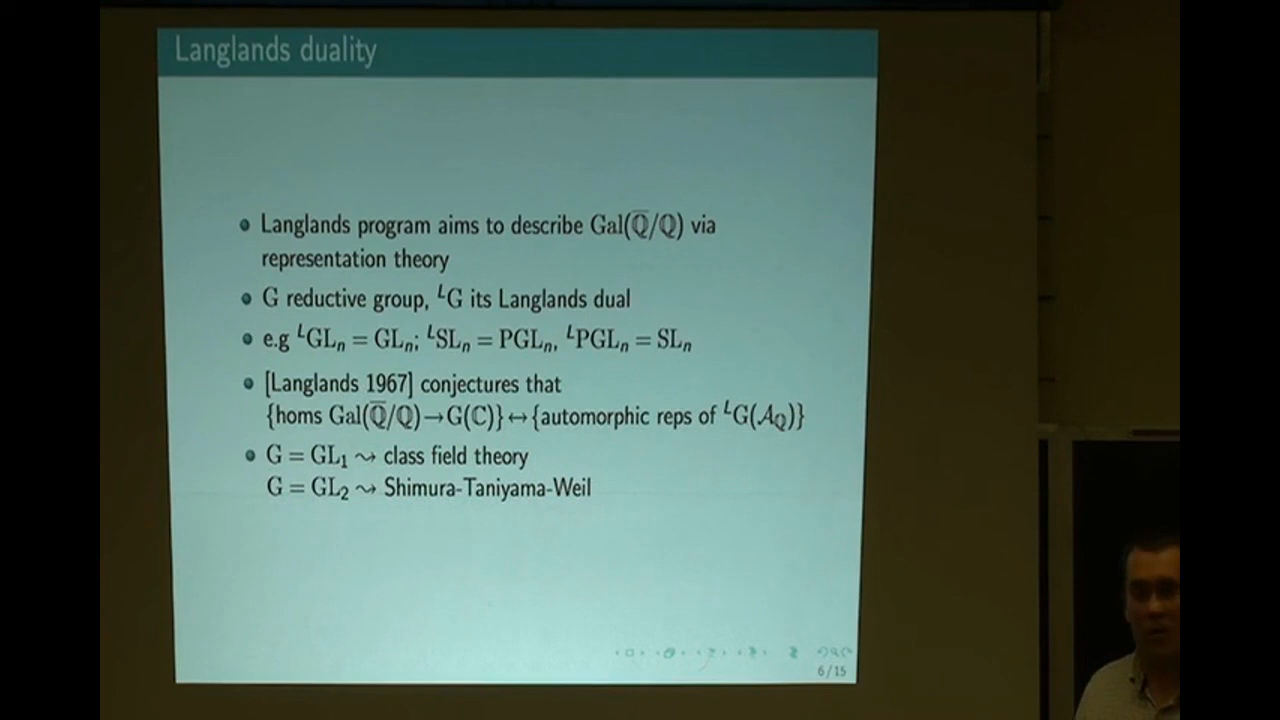 Langlands duality
Langlands program aims to describe Gal(ℚ̅/ℚ) via
representation theory
G reductive group, ᴸG its Langlands dual
e.g ᴸGLₙ = GLₙ; ᴸSLₙ = PGLₙ, ᴸPGLₙ = SLₙ
[Langlands 1967] conjectures that
{homs Gal(ℚ̅/ℚ)→G(ℂ)}↔{automorphic reps of ᴸG(𝒜_ℚ)}
G = GL₁ ⇝ class field theory
G = GL₂ ⇝ Shimura-Taniyama-Weil
6/15